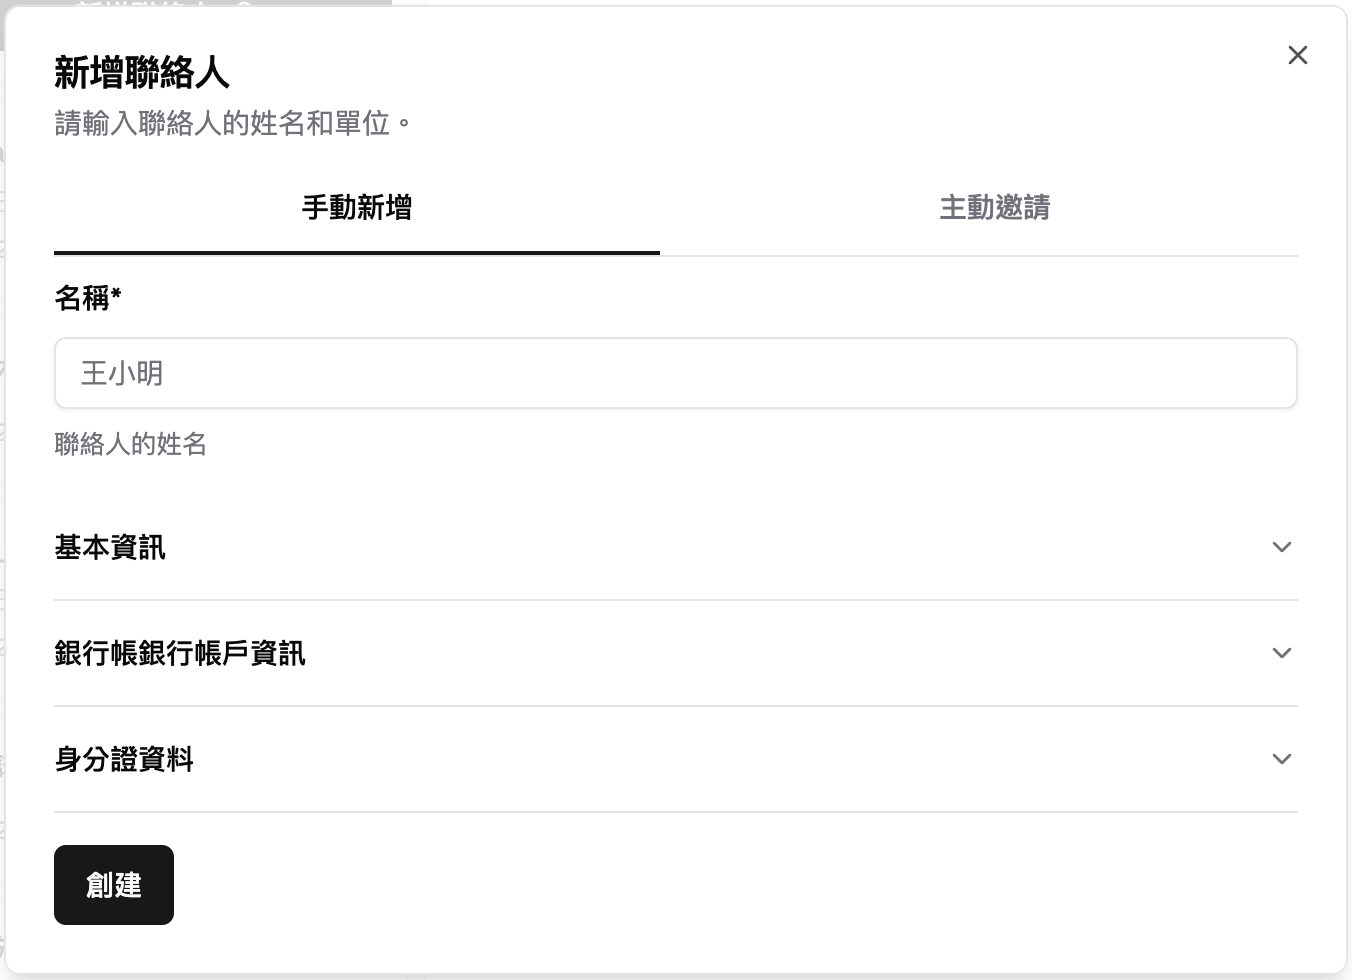 新增聯絡人
請輸入聯絡人的姓名和單位。
手動新增
主動邀請
名稱*
王小明
聯絡人的姓名
基本資訊
銀行帳銀行帳戶資訊
身分證資料
創建